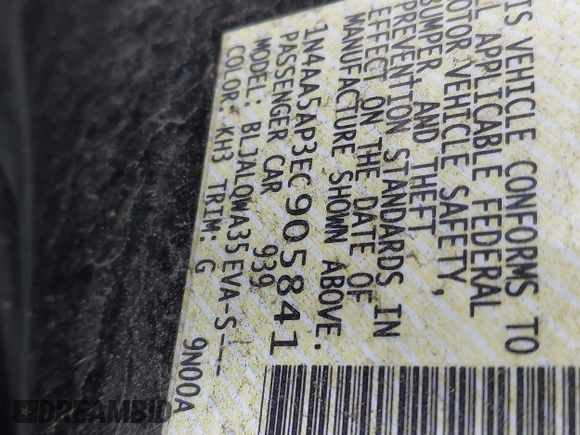 IS VEHICLE CONFORMS TO
L APPLICABLE FEDERAL
OTOR VEHICLE SAFETY,
BUMPER AND THEFT
PREVENTION STANDARDS IN
EFFECT ON THE DATE OF
MANUFACTURE SHOWN ABOVE.
1N4AA5AP3EC905841
PASSENGER CAR 939
MODEL: BLJALOWA35EVA-S---
COLOR: KH3 TRIM: G
9N00A
DREAMBID